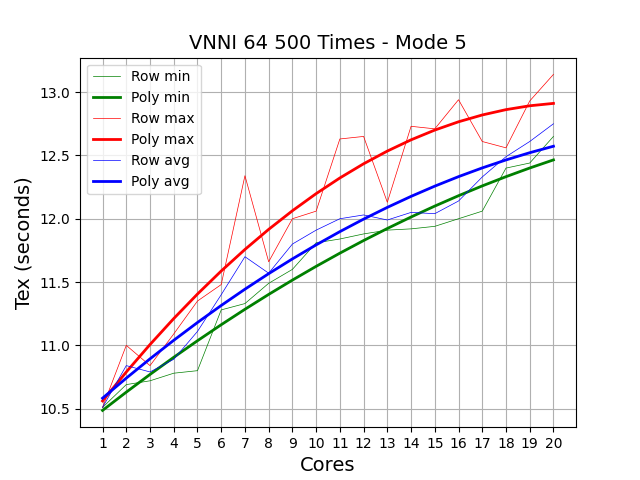 VNNI 64 500 Times - Mode 5
Row min
Poly min
Row max
Poly max
Row avg
Poly avg
13.0
12.5
12.0
11.5
11.0
10.5
Tex (seconds)
1 2 3 4 5 6 7 8 9 10 11 12 13 14 15 16 17 18 19 20
Cores